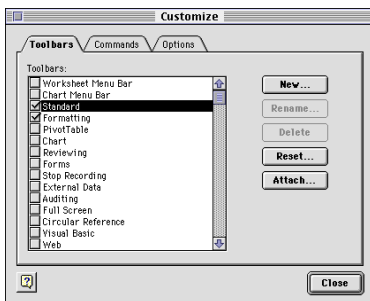 Customize
Toolbars Commands Options
Toolbars:
Worksheet Menu Bar
Chart Menu Bar
Standard
Formatting
PivotTable
Chart
Reviewing
Forms
Stop Recording
External Data
Auditing
Full Screen
Circular Reference
Visual Basic
Web
New...
Rename...
Delete
Reset...
Attach...
?
Close